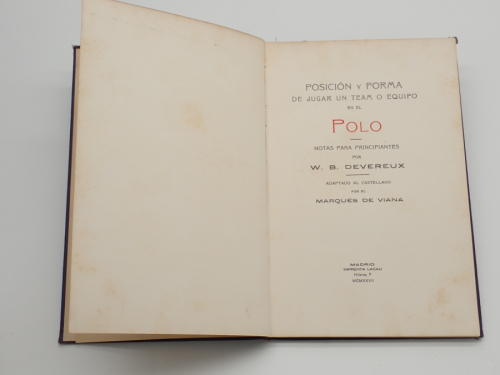 POSICIÓN Y FORMA
DE JUGAR UN TEAM O EQUIPO
EN EL
POLO
NOTAS PARA PRINCIPIANTES
POR
W. B. DEVEREUX
ADAPTADO AL CASTELLANO
POR EL
MARQUÉS DE VIANA
MADRID
IMPRENTA LACAU